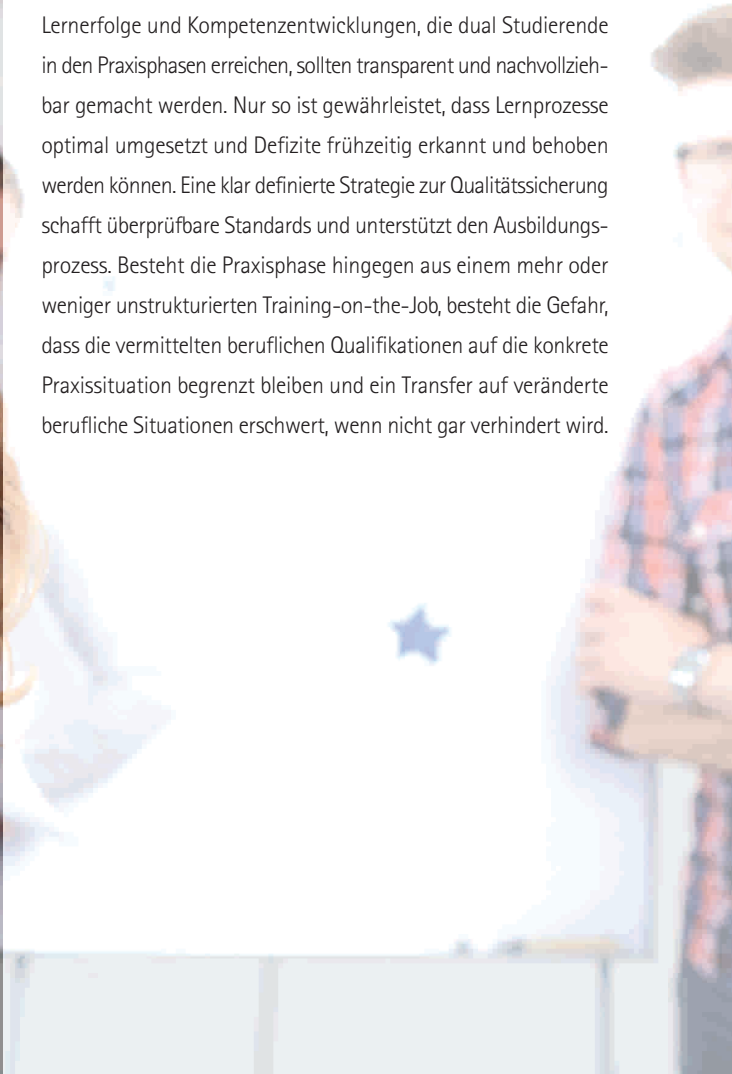 Lernerfolge und Kompetenzentwicklungen, die dual Studierende
in den Praxisphasen erreichen, sollten transparent und nachvollzieh-
bar gemacht werden. Nur so ist gewährleistet, dass Lernprozesse
optimal umgesetzt und Defizite frühzeitig erkannt und behoben
werden können. Eine klar definierte Strategie zur Qualitätssicherung
schafft überprüfbare Standards und unterstützt den Ausbildungs-
prozess. Besteht die Praxisphase hingegen aus einem mehr oder
weniger unstrukturierten Training-on-the-Job, besteht die Gefahr,
dass die vermittelten beruflichen Qualifikationen auf die konkrete
Praxissituation begrenzt bleiben und ein Transfer auf veränderte
berufliche Situationen erschwert, wenn nicht gar verhindert wird.